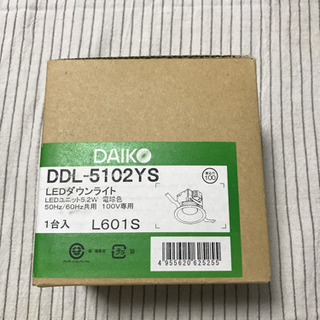 DAIKO
DDL-5102YS
LEDダウンライト
LEDユニット5.2W 電球色
50Hz/60Hz共用 100V専用
100
1台入 L601S
4 955620 625255